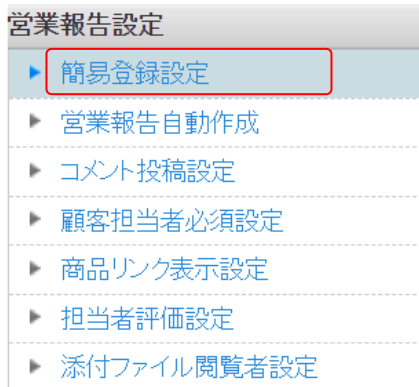 営業報告設定
簡易登録設定
営業報告自動作成
コメント投稿設定
顧客担当者必須設定
商品リンク表示設定
担当者評価設定
添付ファイル閲覧者設定